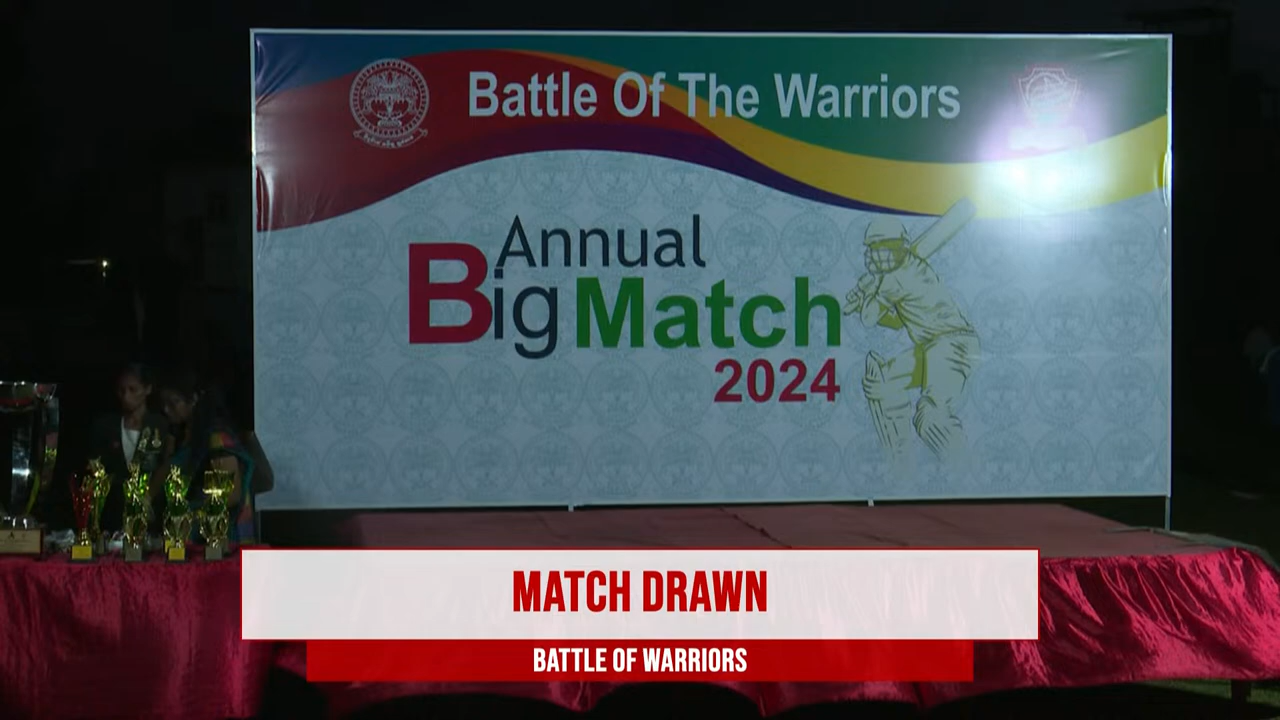 Battle Of The Warriors
Annual
Big Match
2024
MATCH DRAWN
BATTLE OF WARRIORS